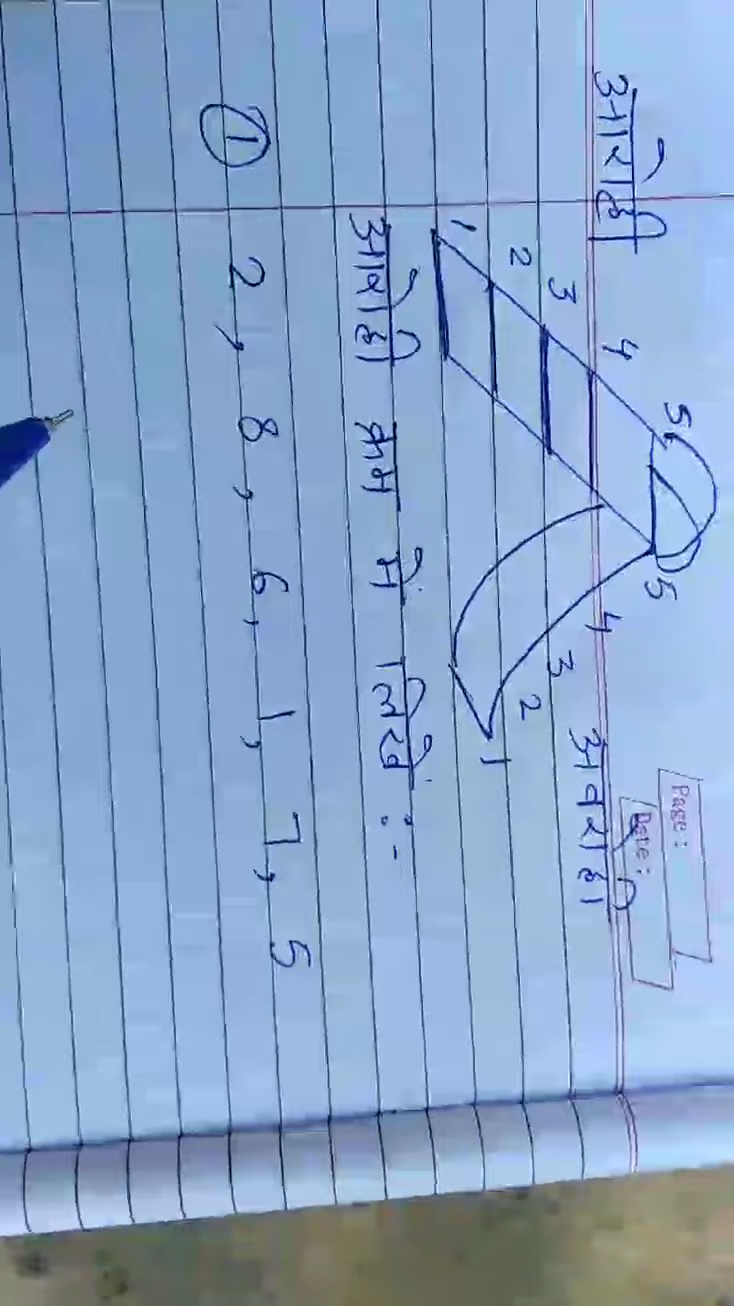 Page:
Date:
आरोही
अवरोही
1 2 3 4 5
5 4 3 2 1
आरोही क्रम में लिखें :-
① 2, 8, 6, 1, 7, 5